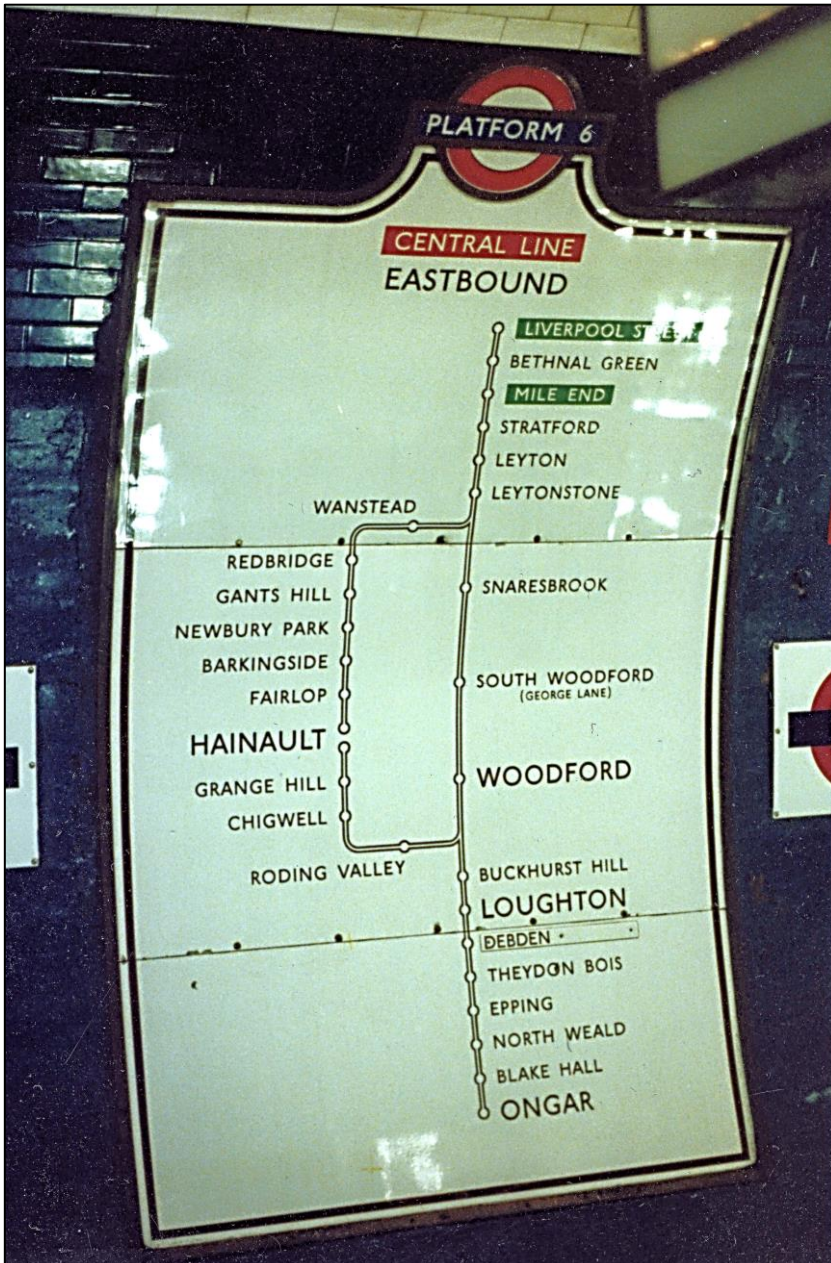 PLATFORM 6
CENTRAL LINE
EASTBOUND
LIVERPOOL STREET
BETHNAL GREEN
MILE END
STRATFORD
LEYTON
LEYTONSTONE
WANSTEAD
REDBRIDGE
GANTS HILL
NEWBURY PARK
BARKINGSIDE
FAIRLOP
HAINAULT
GRANGE HILL
CHIGWELL
RODING VALLEY
SNARESBROOK
SOUTH WOODFORD
(GEORGE LANE)
WOODFORD
BUCKHURST HILL
LOUGHTON
DEBDEN
THEYDON BOIS
EPPING
NORTH WEALD
BLAKE HALL
ONGAR